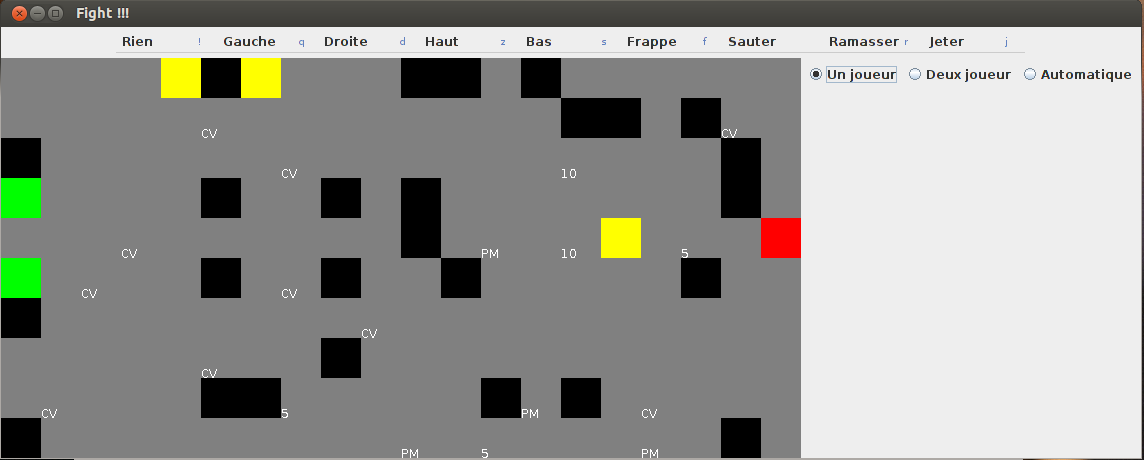 Fight !!!
Rien ! Gauche q Droite d Haut z Bas s Frappe f Sauter Ramasser r Jeter j
Un joueur Deux joueur Automatique
CV CV
CV 10
CV PM 10 5
CV CV
CV
CV
CV 5 PM CV
PM 5 PM